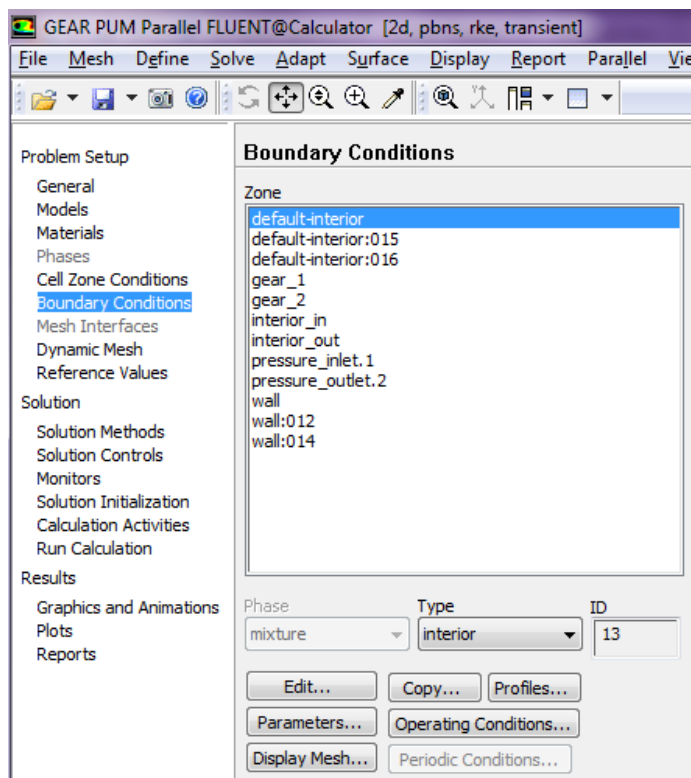 GEAR PUM Parallel FLUENT@Calculator [2d, pbns, rke, transient]
File Mesh Define Solve Adapt Surface Display Report Parallel Vie
Problem Setup
General
Models
Materials
Phases
Cell Zone Conditions
Boundary Conditions
Mesh Interfaces
Dynamic Mesh
Reference Values
Solution
Solution Methods
Solution Controls
Monitors
Solution Initialization
Calculation Activities
Run Calculation
Results
Graphics and Animations
Plots
Reports
Boundary Conditions
Zone
default-interior
default-interior:015
default-interior:016
gear_1
gear_2
interior_in
interior_out
pressure_inlet.1
pressure_outlet.2
wall
wall:012
wall:014
Phase Type ID
mixture interior 13
Edit... Copy... Profiles...
Parameters... Operating Conditions...
Display Mesh... Periodic Conditions...